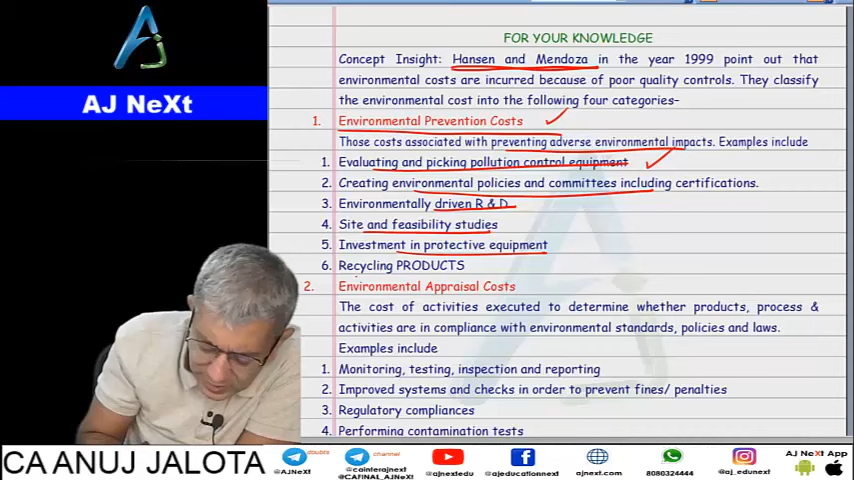 FOR YOUR KNOWLEDGE
Concept Insight: Hansen and Mendoza in the year 1999 point out that
environmental costs are incurred because of poor quality controls. They classify
the environmental cost into the following four categories-
1. Environmental Prevention Costs
Those costs associated with preventing adverse environmental impacts. Examples include
1. Evaluating and picking pollution control equipment
2. Creating environmental policies and committees including certifications.
3. Environmentally driven R & D
4. Site and feasibility studies
5. Investment in protective equipment
6. Recycling PRODUCTS
2. Environmental Appraisal Costs
The cost of activities executed to determine whether products, process &
activities are in compliance with environmental standards, policies and laws.
Examples include
1. Monitoring, testing, inspection and reporting
2. Improved systems and checks in order to prevent fines/ penalties
3. Regulatory compliances
4. Performing contamination tests
AJ NeXt
CA ANUJ JALOTA
doubts
@AJNeXt
channel
@cainterajnext
@CAFINAL_AJNeXt
@ajnextedu
@ajeducationnext
ajnext.com
8080324444
@aj_edunext
AJ NeXt App